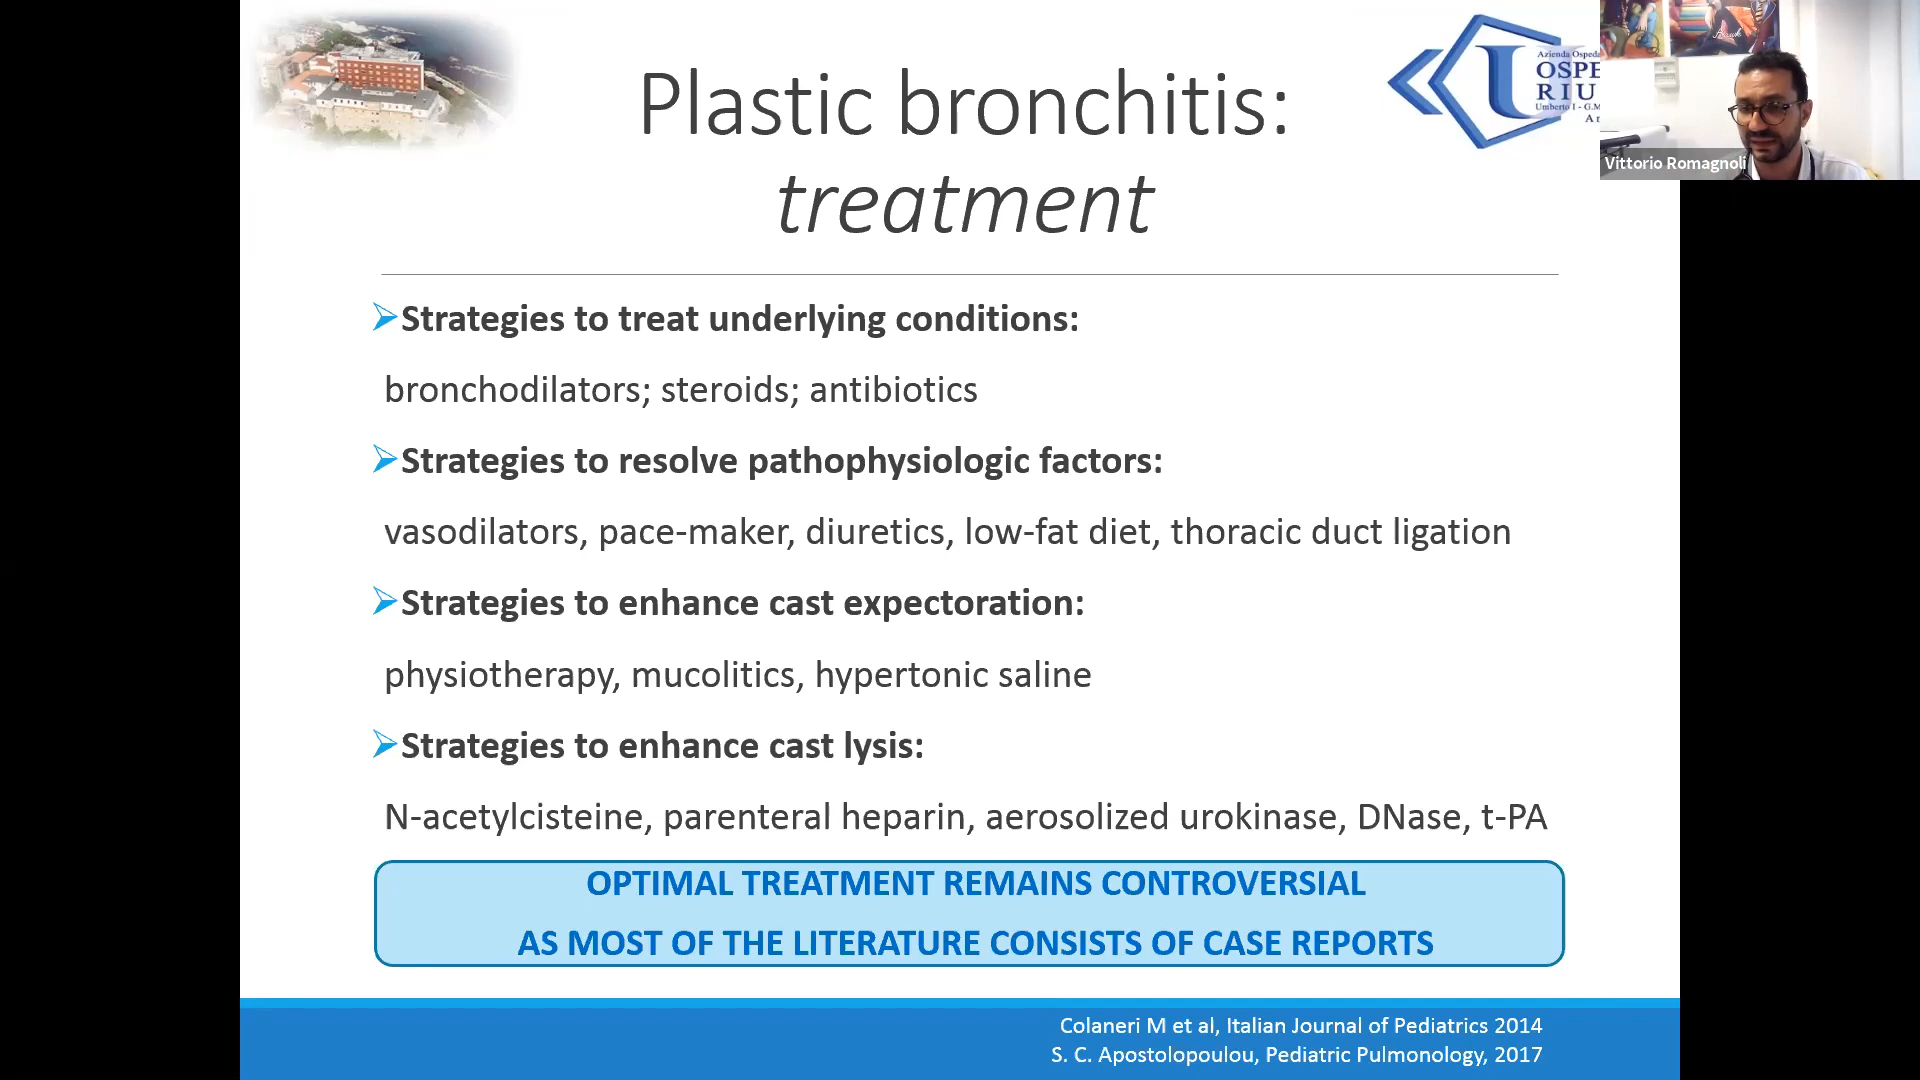 Plastic bronchitis:
treatment
Azienda Ospeda
OSPE
RIU
Umberto I - G.M
Vittorio Romagnoli
Strategies to treat underlying conditions:
bronchodilators; steroids; antibiotics
Strategies to resolve pathophysiologic factors:
vasodilators, pace-maker, diuretics, low-fat diet, thoracic duct ligation
Strategies to enhance cast expectoration:
physiotherapy, mucolitics, hypertonic saline
Strategies to enhance cast lysis:
N-acetylcisteine, parenteral heparin, aerosolized urokinase, DNase, t-PA
OPTIMAL TREATMENT REMAINS CONTROVERSIAL
AS MOST OF THE LITERATURE CONSISTS OF CASE REPORTS
Colaneri M et al, Italian Journal of Pediatrics 2014
S. C. Apostolopoulou, Pediatric Pulmonology, 2017